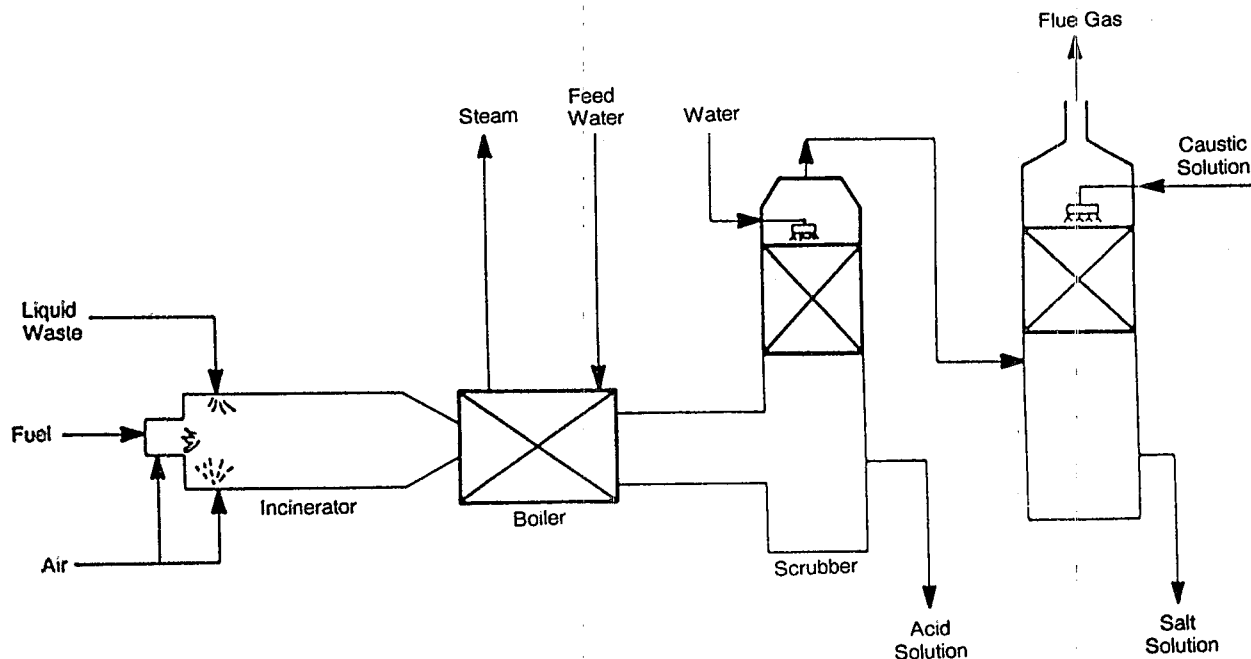 Flue Gas
Steam
Feed
Water
Water
Caustic
Solution
Liquid
Waste
Fuel
Incinerator
Boiler
Air
Scrubber
Acid
Solution
Salt
Solution